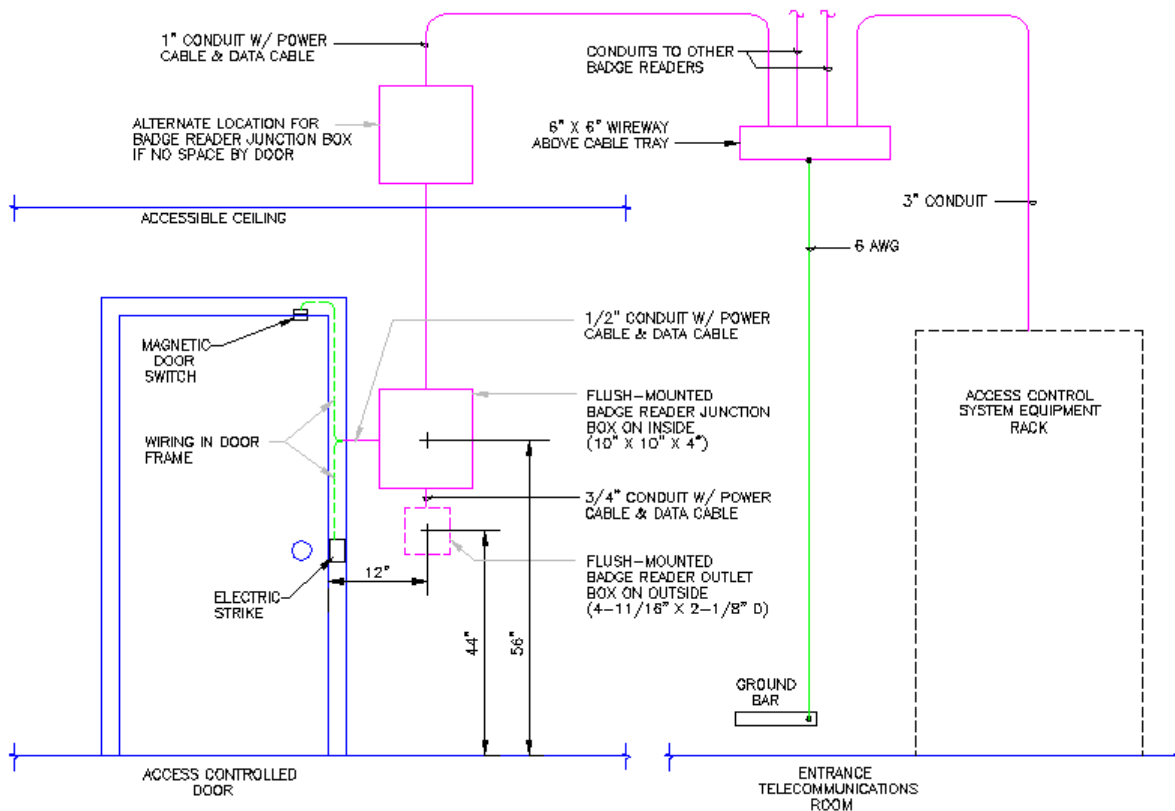 1" CONDUIT W/ POWER
CABLE & DATA CABLE
CONDUITS TO OTHER
BADGE READERS
ALTERNATE LOCATION FOR
BADGE READER JUNCTION BOX
IF NO SPACE BY DOOR
6" X 6" WIREWAY
ABOVE CABLE TRAY
ACCESSIBLE CEILING
3" CONDUIT
6 AWG
MAGNETIC
DOOR
SWITCH
1/2" CONDUIT W/ POWER
CABLE & DATA CABLE
FLUSH-MOUNTED
BADGE READER JUNCTION
BOX ON INSIDE
(10" X 10" X 4")
ACCESS CONTROL
SYSTEM EQUIPMENT
RACK
WIRING IN DOOR
FRAME
3/4" CONDUIT W/ POWER
CABLE & DATA CABLE
FLUSH-MOUNTED
BADGE READER OUTLET
BOX ON OUTSIDE
(4-11/16" X 2-1/8" D)
12"
ELECTRIC
STRIKE
44"
56"
GROUND
BAR
ACCESS CONTROLLED
DOOR
ENTRANCE
TELECOMMUNICATIONS
ROOM